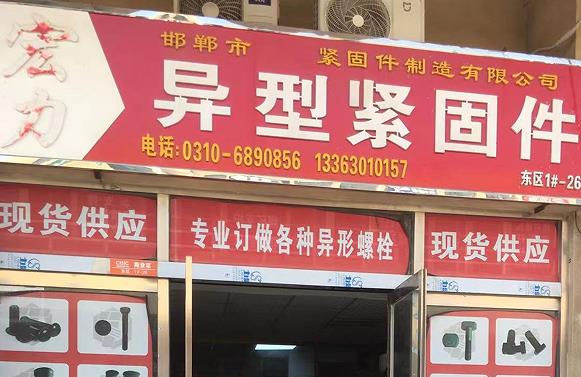 宏力
邯郸市 紧固件制造有限公司
异型紧固件
电话:0310-6890856 13363010157
东区1#-26
现货供应
专业订做各种异形螺栓
现货供应